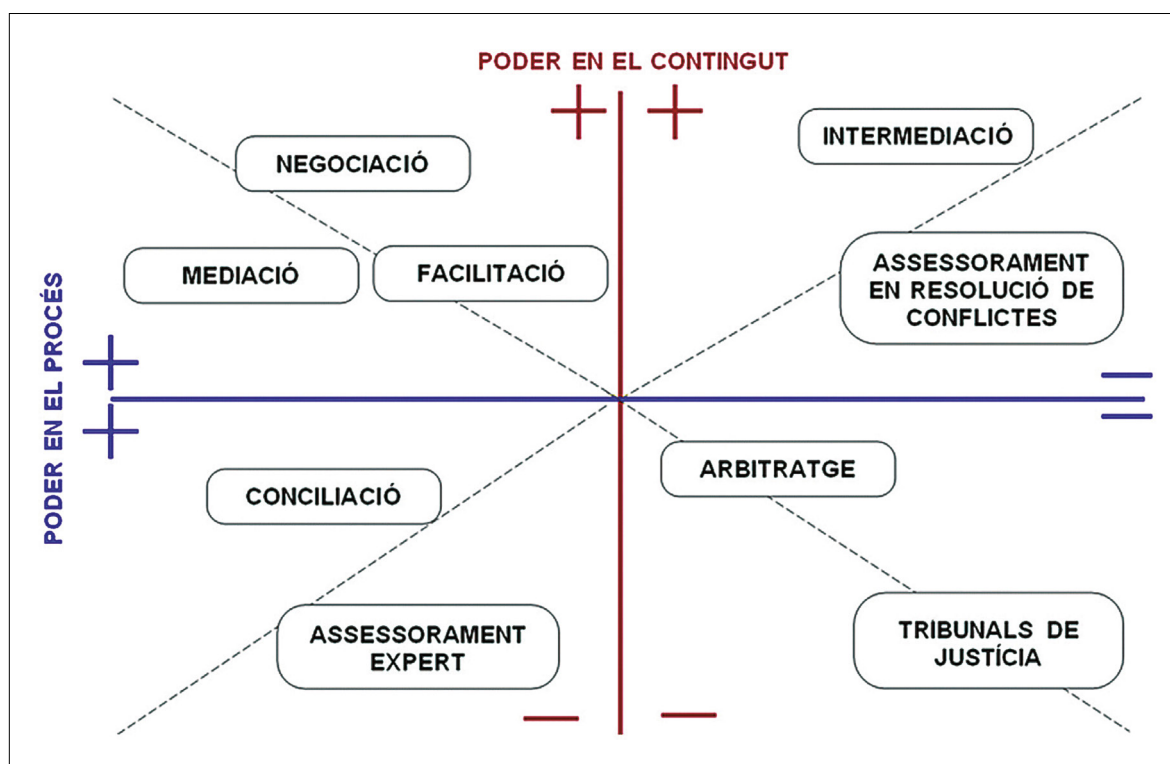 PODER EN EL CONTINGUT
INTERMEDIACIÓ
NEGOCIACIÓ
MEDIACIÓ
FACILITACIÓ
ASSESSORAMENT
EN RESOLUCIÓ DE
CONFLICTES
PODER EN EL PROCÉS
CONCILIACIÓ
ARBITRATGE
ASSESSORAMENT
EXPERT
TRIBUNALS DE
JUSTÍCIA